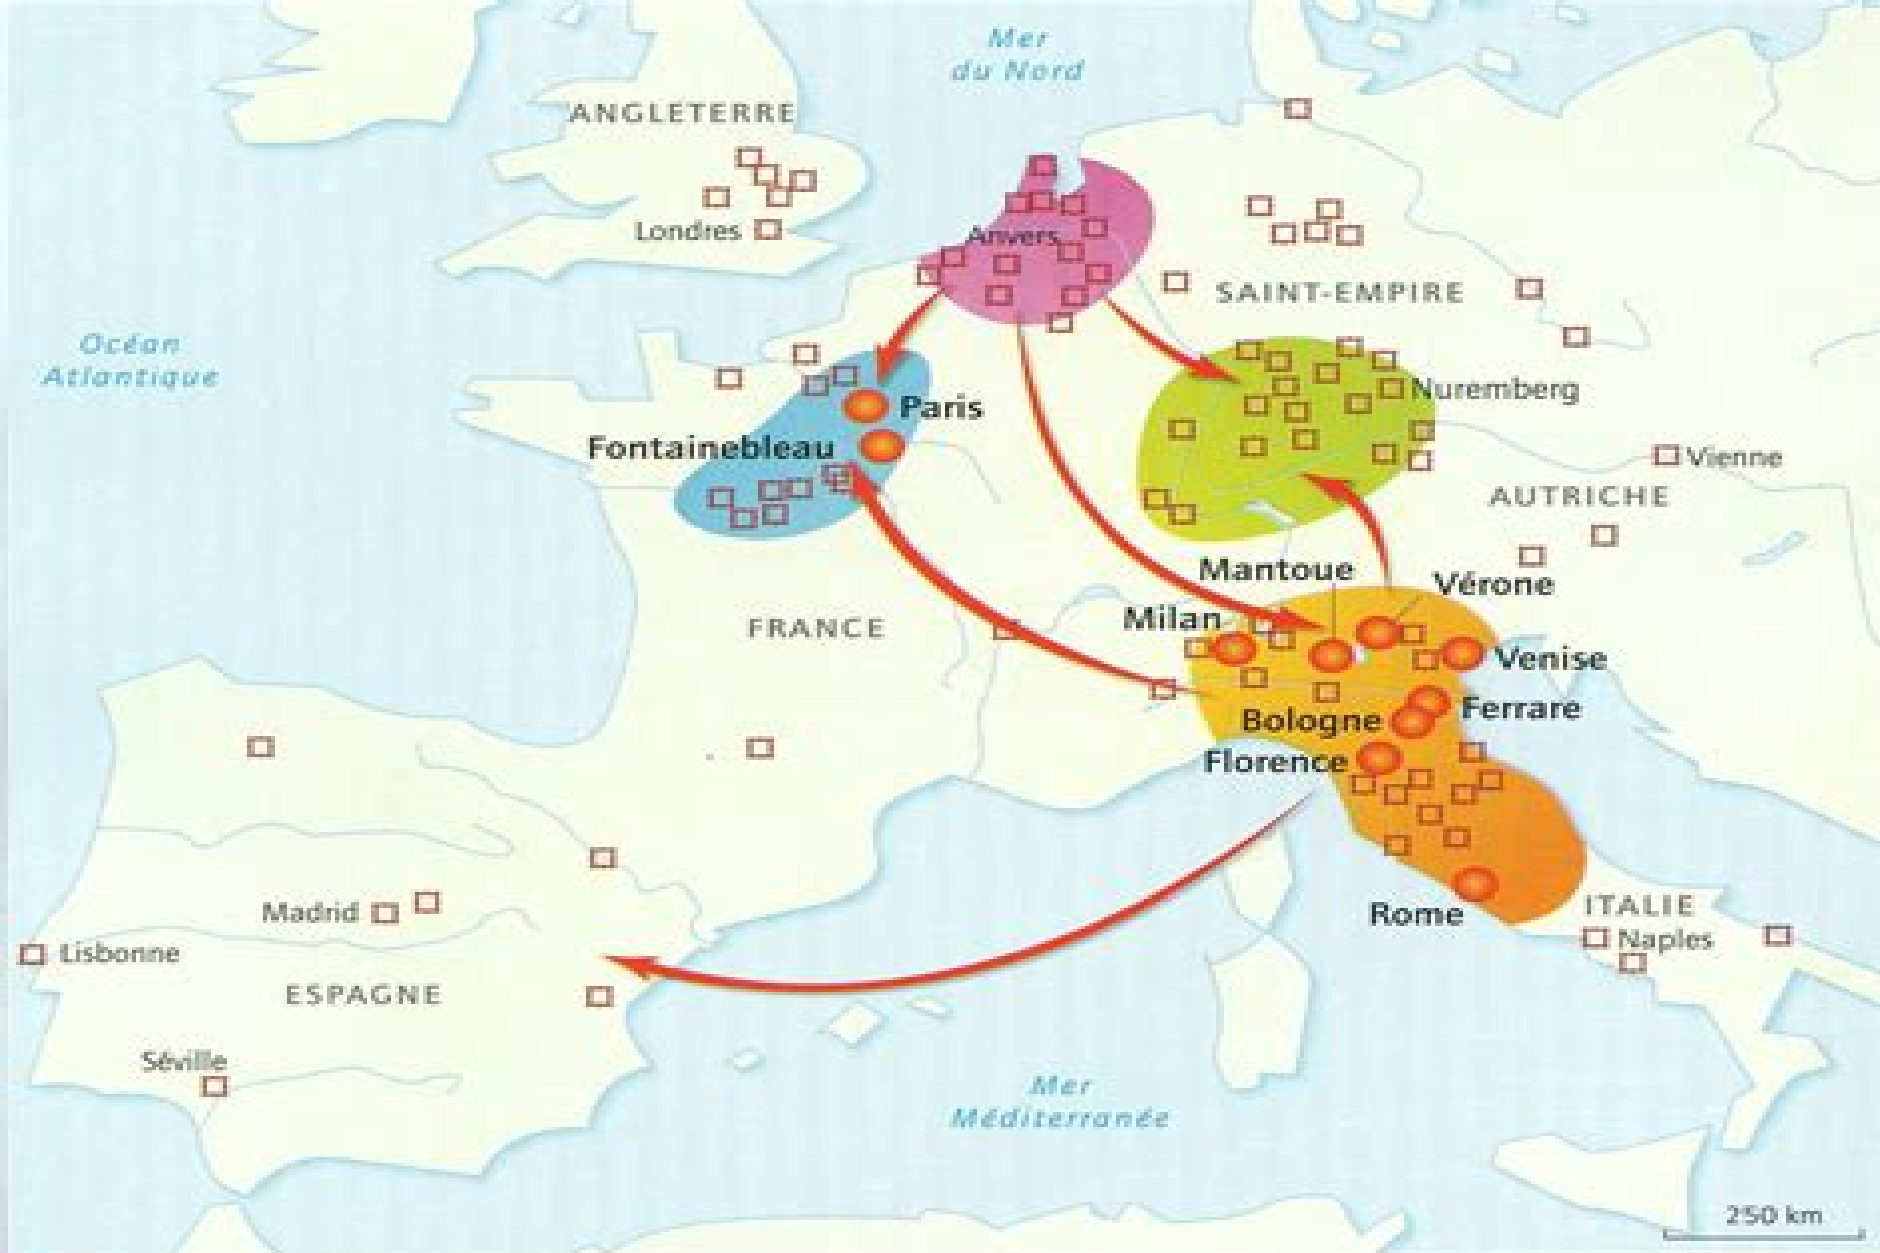 Mer
du Nord
ANGLETERRE
Londres
Anvers
SAINT-EMPIRE
Océan
Atlantique
Paris
Nuremberg
Fontainebleau
Vienne
AUTRICHE
Mantoue
Vérone
Milan
FRANCE
Venise
Bologne
Ferrare
Florence
Madrid
Rome
ITALIE
Lisbonne
Naples
ESPAGNE
Séville
Mer
Méditerranée
250 km